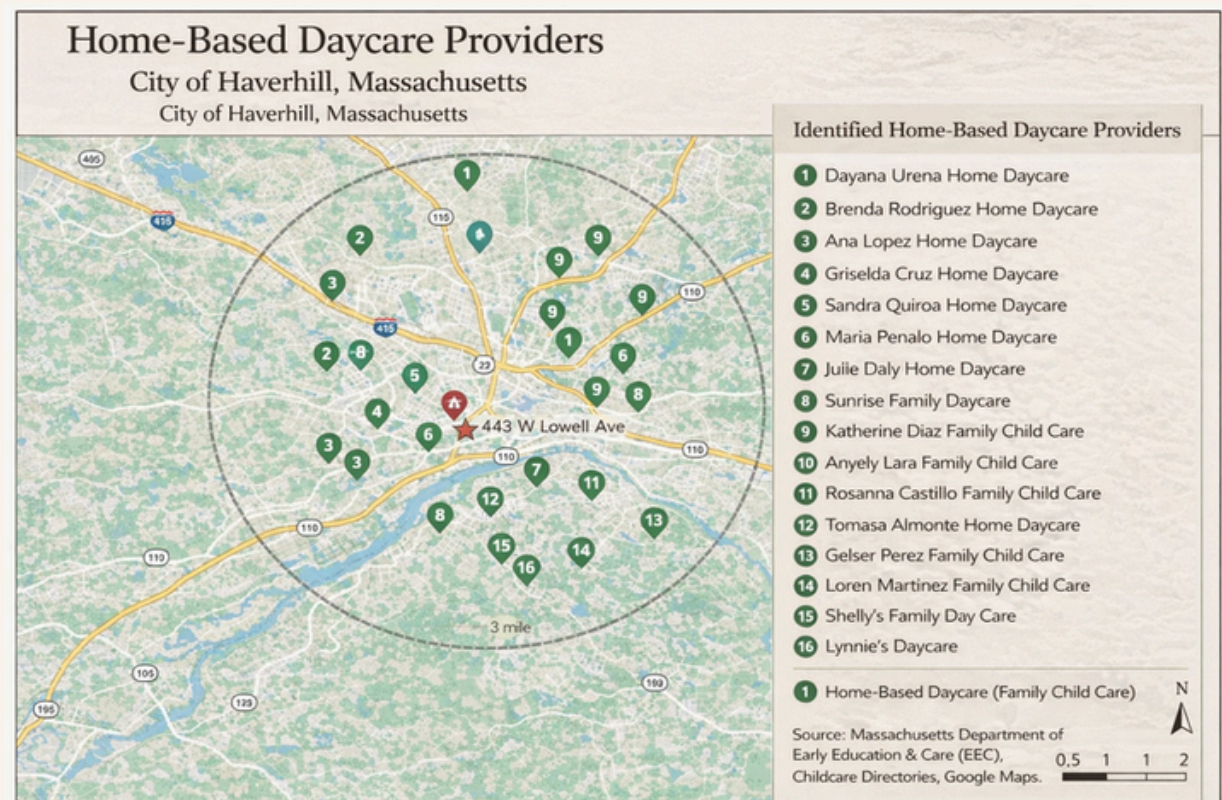 Home-Based Daycare Providers
City of Haverhill, Massachusetts
City of Haverhill, Massachusetts
Identified Home-Based Daycare Providers
1 Dayana Urena Home Daycare
2 Brenda Rodriguez Home Daycare
3 Ana Lopez Home Daycare
4 Griselda Cruz Home Daycare
5 Sandra Quiroa Home Daycare
6 Maria Penalo Home Daycare
7 Juiie Daly Home Daycare
8 Sunrise Family Daycare
9 Katherine Diaz Family Child Care
10 Anyely Lara Family Child Care
11 Rosanna Castillo Family Child Care
12 Tomasa Almonte Home Daycare
13 Gelser Perez Family Child Care
14 Loren Martinez Family Child Care
15 Shelly's Family Day Care
16 Lynnie's Daycare
1 Home-Based Daycare (Family Child Care)
N
Source: Massachusetts Department of
Early Education & Care (EEC),
Childcare Directories, Google Maps.
0,5 1 1 2
405
1
415
115
2
9
9
3
9
110
9
415
1
2
8
6
23
5
9
8
4
443 W Lowell Ave
6
3
3
110
110
7
11
12
8
13
110
15
14
110
16
3 mile
105
193
195